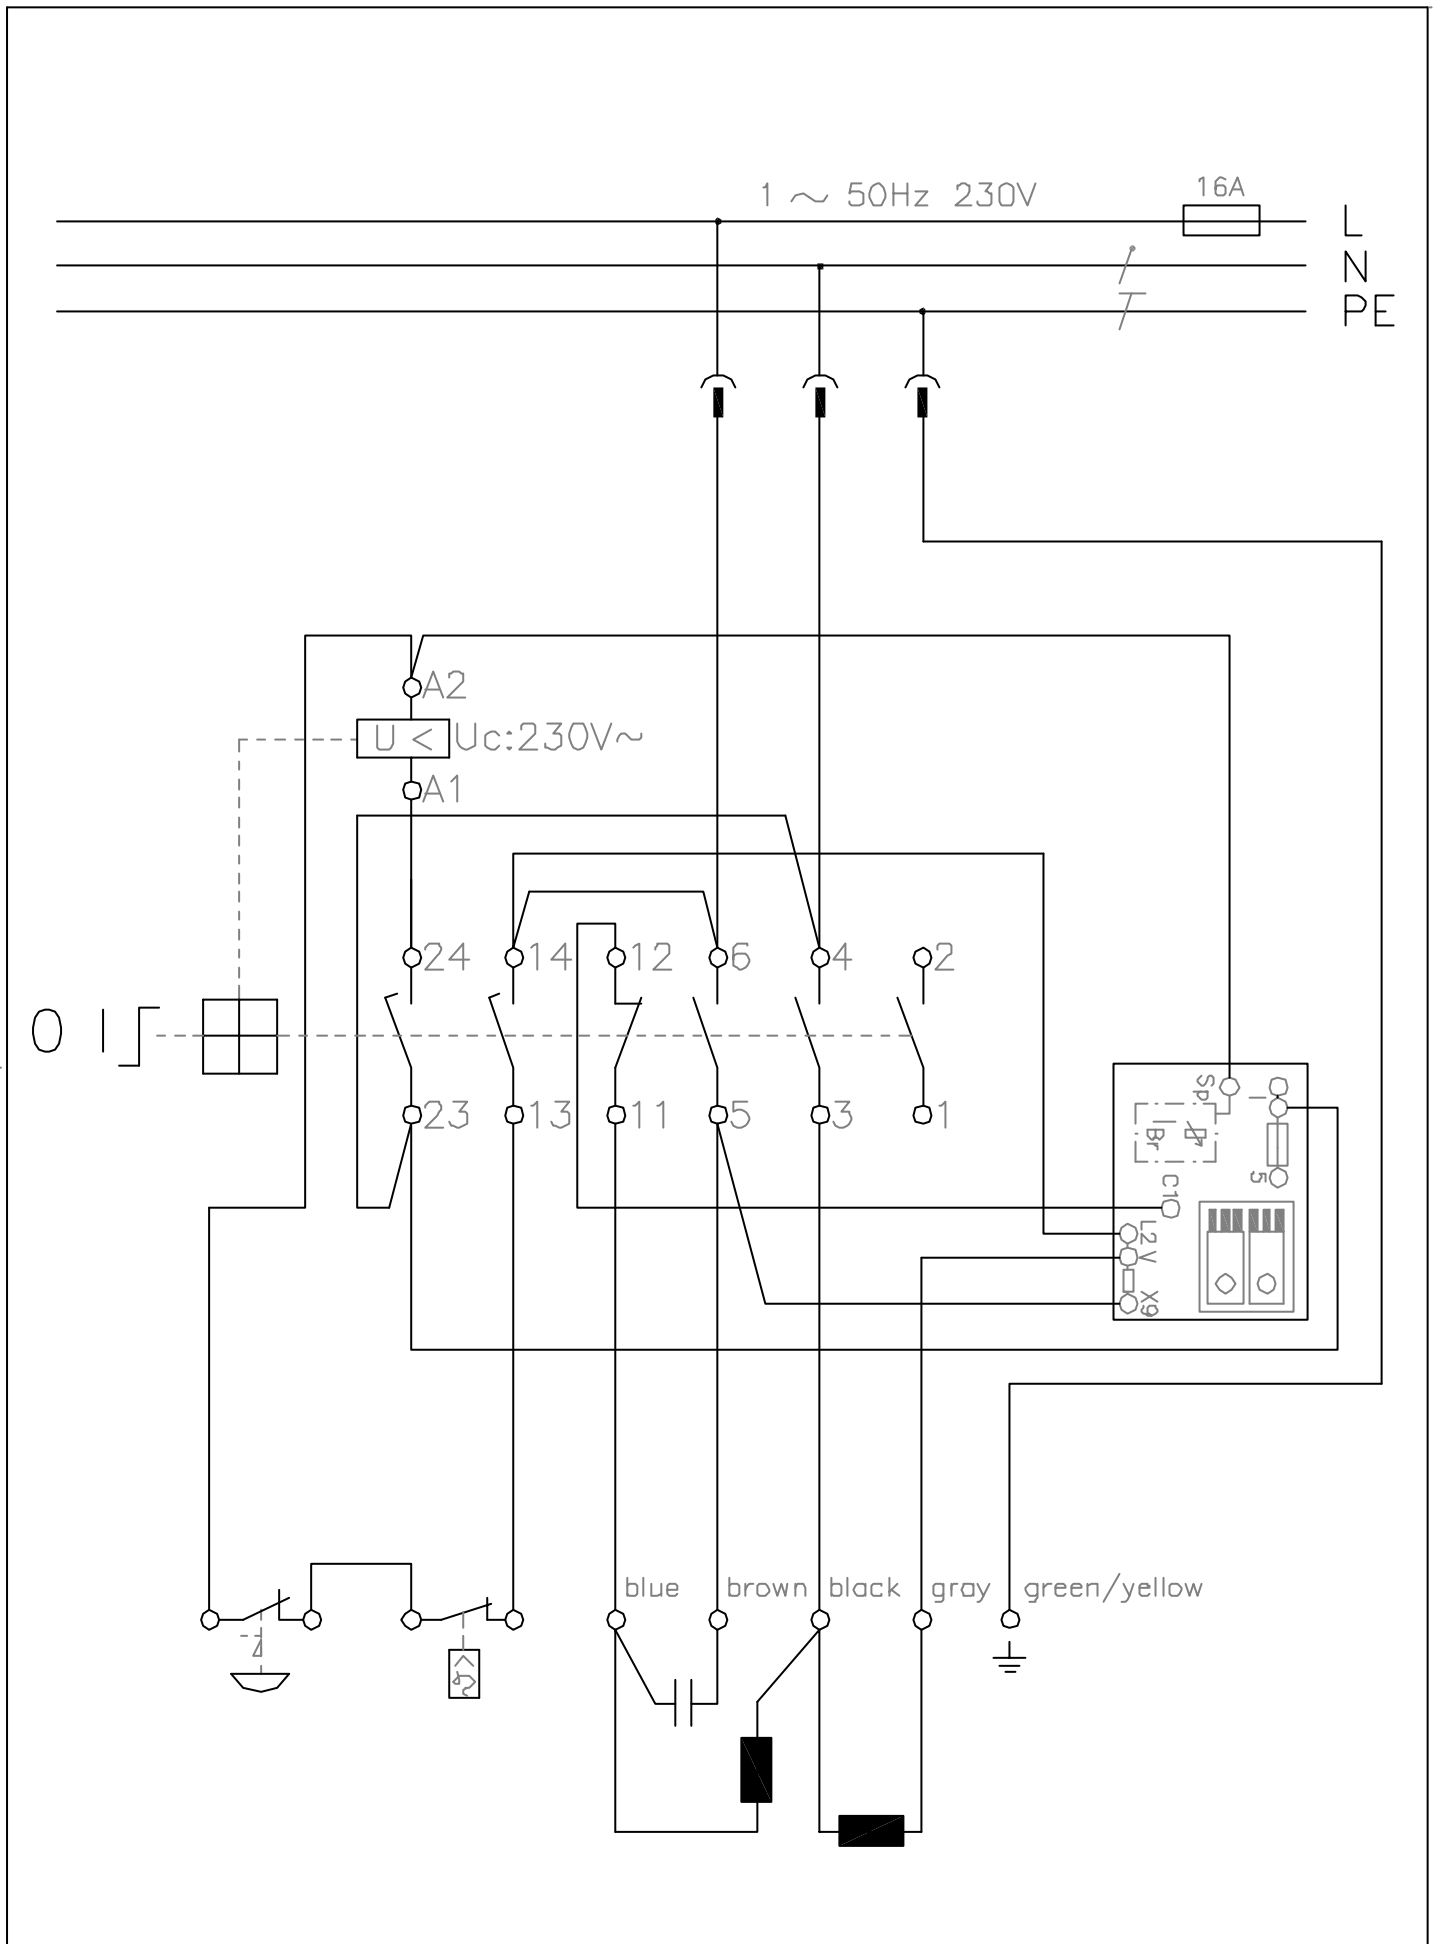 1 ~ 50Hz 230V
16A
L
N
PE
A2
U < Uc:230V~
A1
24 14 12 6 4 2
0 I
23 13 11 5 3 1
Sp I
Br
5
C1
L2
V
X9
blue brown black gray green/yellow